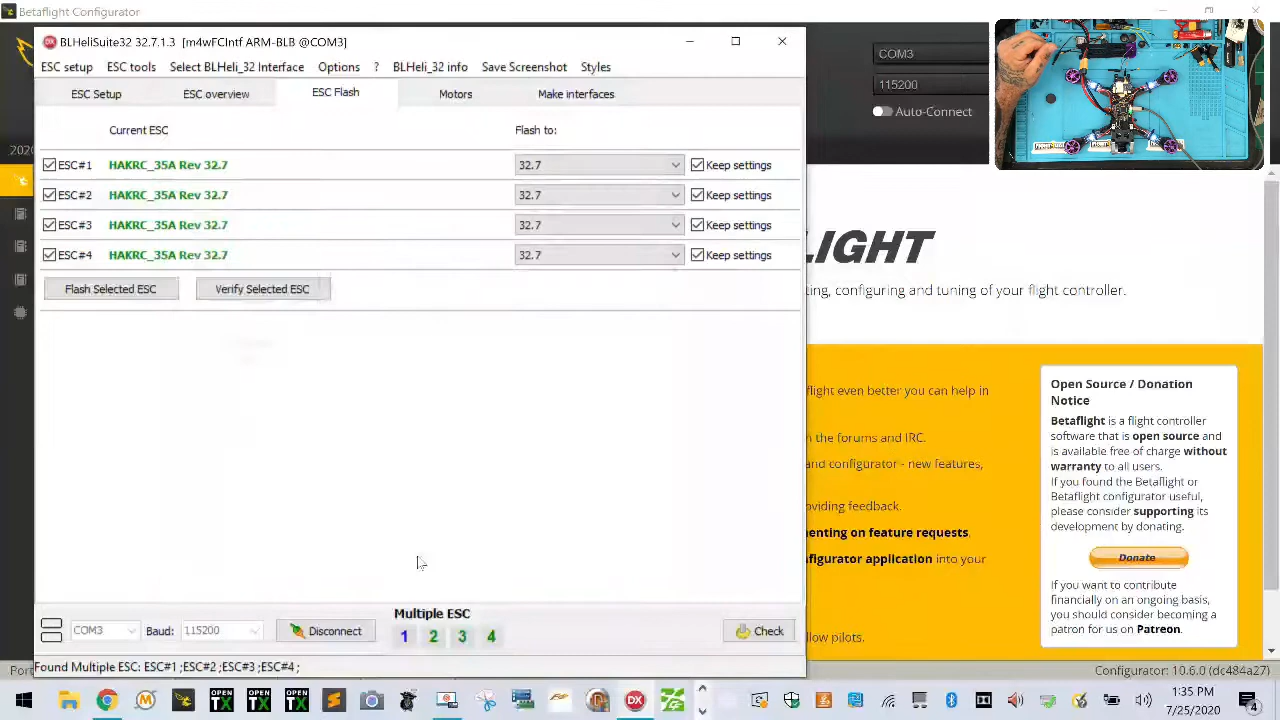 Betaflight Configurator
BLHeliSuite32 32.7.1.3 [m4wFCIntf ARM-BLB @COM3]
ESC setup ESC tools Select BLHeli_32 Interface Options ? BLHeli_32 info Save Screenshot Styles
ESC Setup Overview ESC Flash Motors Make interfaces
Current ESC Flash to:
ESC#1 HAKRC_35A Rev 32.7 32.7 Keep settings
ESC#2 HAKRC_35A Rev 32.7 32.7 Keep settings
ESC#3 HAKRC_35A Rev 32.7 32.7 Keep settings
ESC#4 HAKRC_35A Rev 32.7 32.7 Keep settings
Flash Selected ESC Verify Selected ESC
Multiple ESC
COM3 Baud: 115200 Disconnect 1 2 3 4 Check
Found Multiple ESC: ESC#1 ;ESC#2 ;ESC#3 ;ESC#4 ;
COM3
115200
Auto-Connect
2020
LIGHT
ting, configuring and tuning of your flight controller.
flight even better you can help in
n the forums and IRC.
and configurator - new features,
oviding feedback.
enting on feature requests.
figurator application into your
llow pilots.
Open Source / Donation
Notice
Betaflight is a flight controller
software that is open source and
is available free of charge without
warranty to all users.
If you found the Betaflight or
Betaflight configurator useful,
please consider supporting its
development by donating.
Donate
If you want to contribute
financially on an ongoing basis,
you should consider becoming a
patron for us on Patreon.
Port
Configurator: 10.6.0 (dc484a27)
OPEN TX OPEN TX OPEN TX DX
1:35 PM
7/25/2020
4